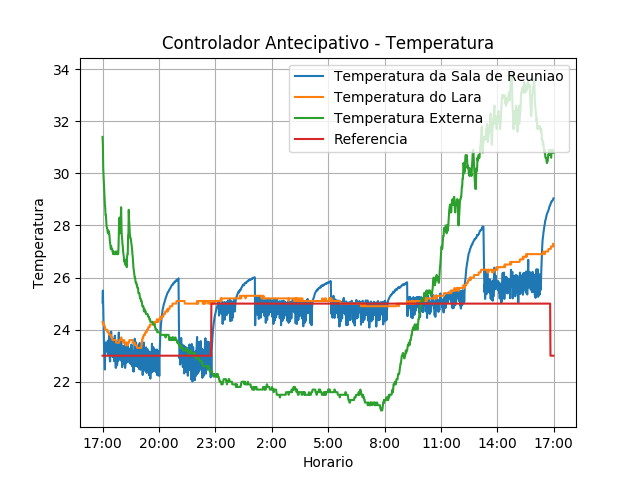 Controlador Antecipativo - Temperatura
Temperatura da Sala de Reuniao
Temperatura do Lara
Temperatura Externa
Referencia
Temperatura
34
32
30
28
26
24
22
17:00 20:00 23:00 2:00 5:00 8:00 11:00 14:00 17:00
Horario